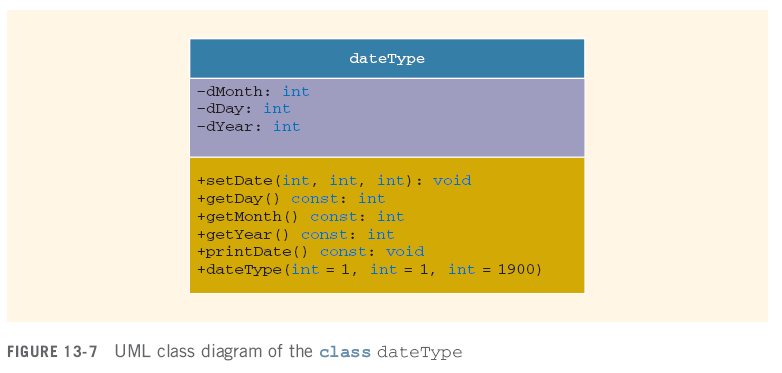 dateType
-dMonth: int
-dDay: int
-dYear: int
+setDate(int, int, int): void
+getDay() const: int
+getMonth() const: int
+getYear() const: int
+printDate() const: void
+dateType(int = 1, int = 1, int = 1900)
FIGURE 13-7 UML class diagram of the class dateType